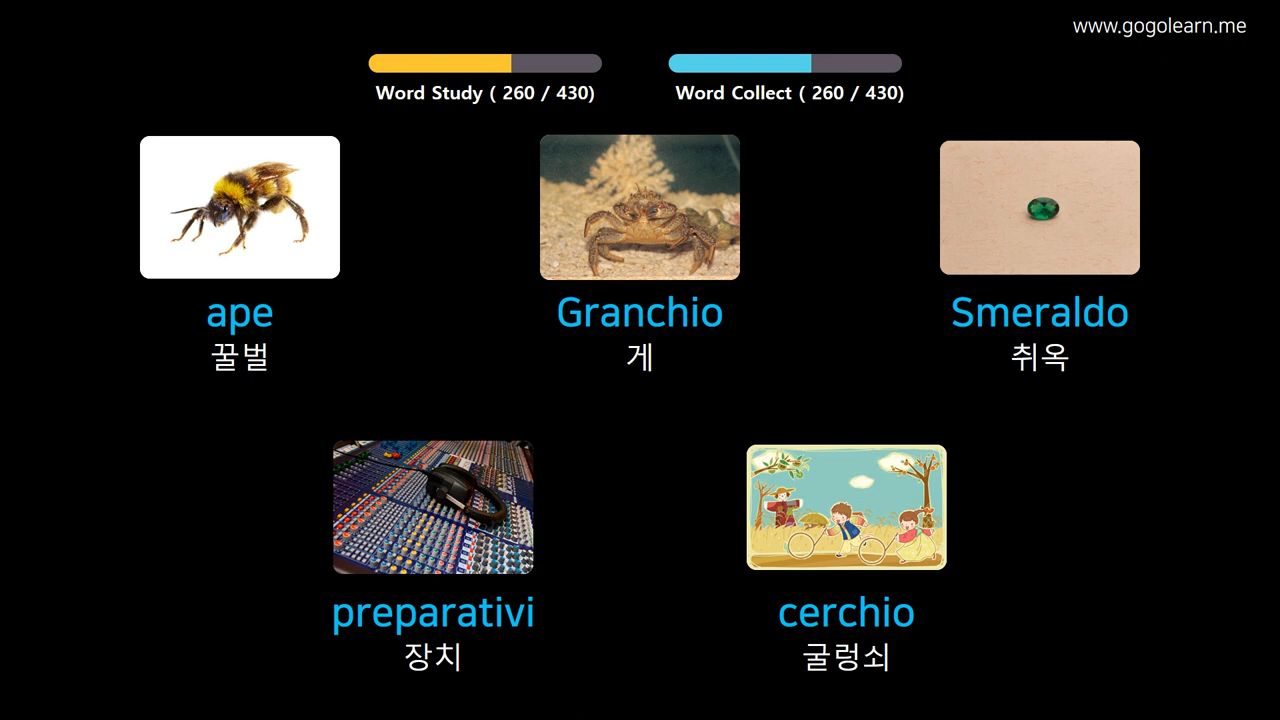 www.gogolearn.me
Word Study ( 260 / 430)
Word Collect ( 260 / 430)
ape
꿀벌
Granchio
게
Smeraldo
취옥
preparativi
장치
cerchio
굴렁쇠